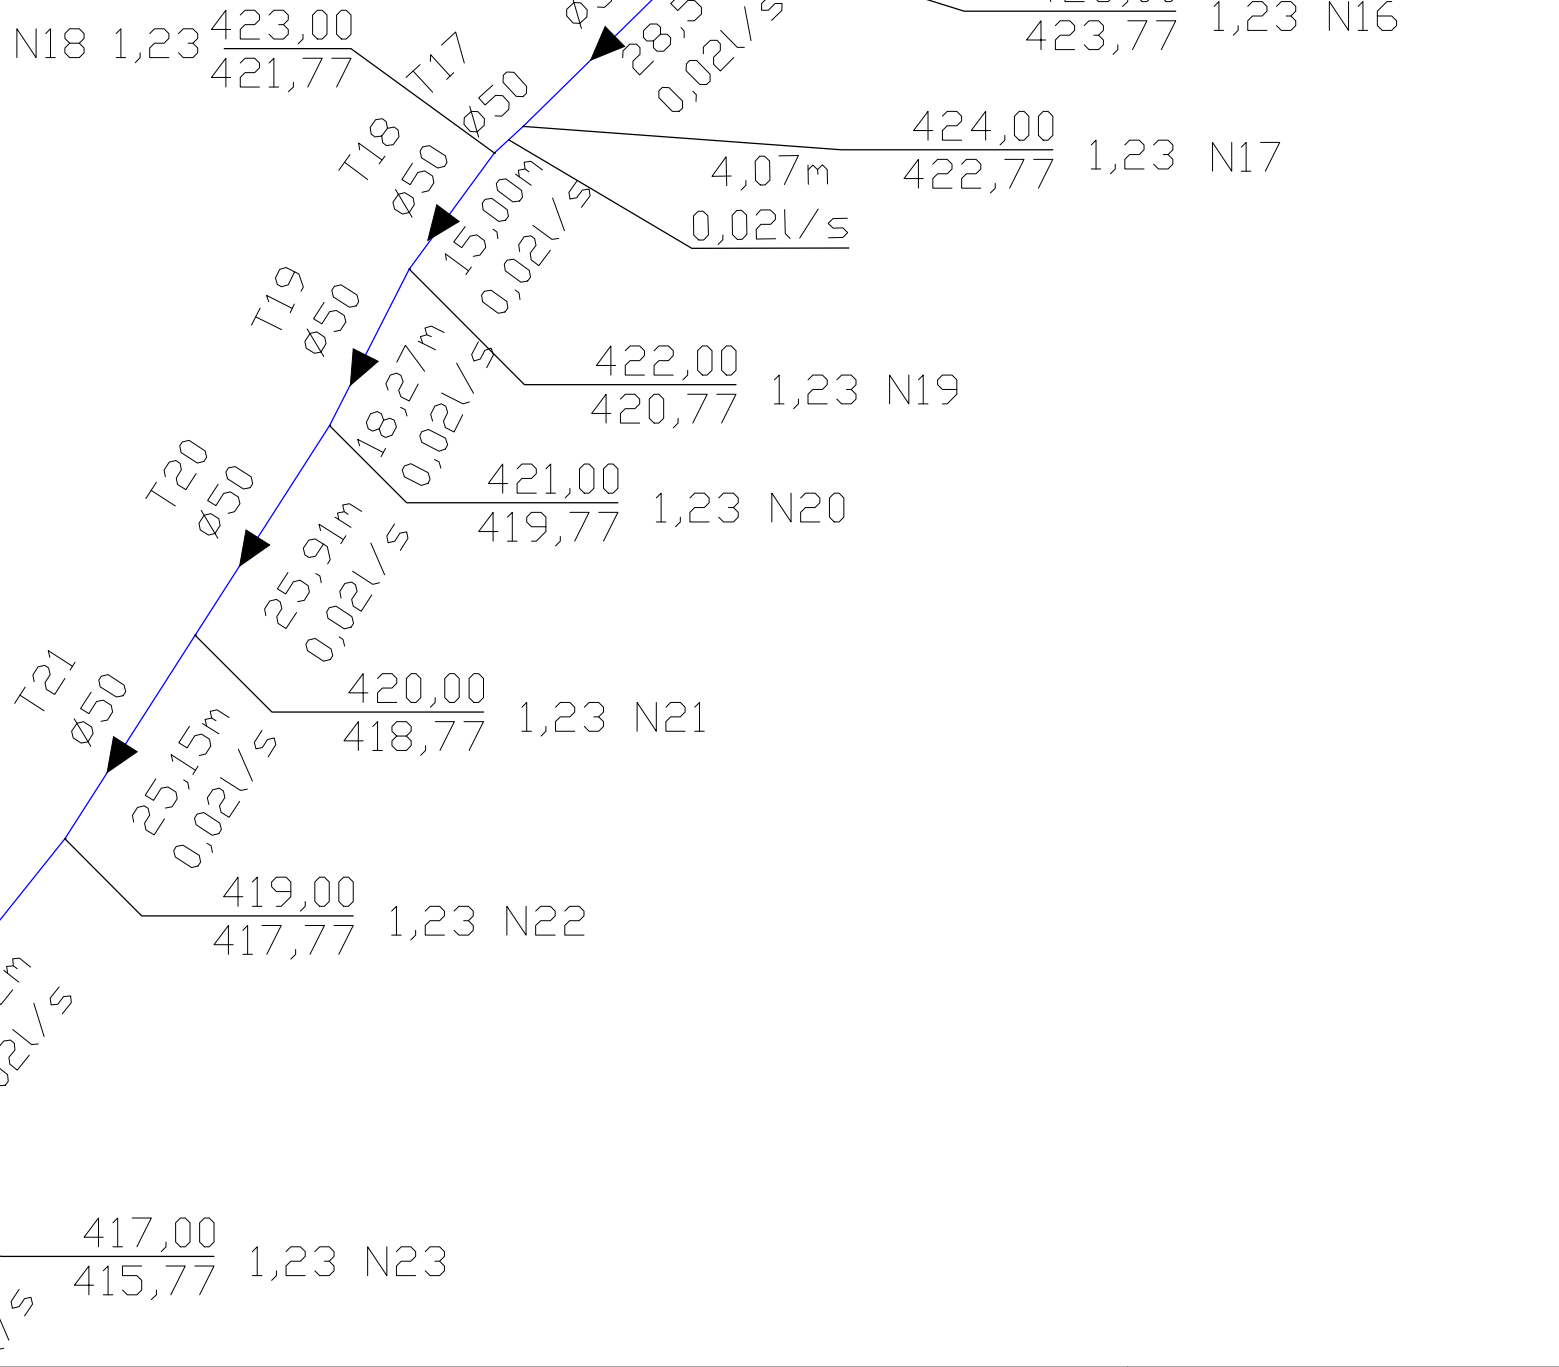 N18 1,23
423,00
421,77
T17
ø50
0,02l/s
423,77
1,23 N16
424,00
422,77
1,23 N17
4,07m
0,02l/s
T18
ø50
15,00m
0,02l/s
T19
ø50
18,27m
0,02l/s
422,00
420,77
1,23 N19
421,00
419,77
1,23 N20
T20
ø50
25,91m
0,02l/s
420,00
418,77
1,23 N21
T21
ø50
25,15m
0,02l/s
419,00
417,77
1,23 N22
417,00
415,77
1,23 N23